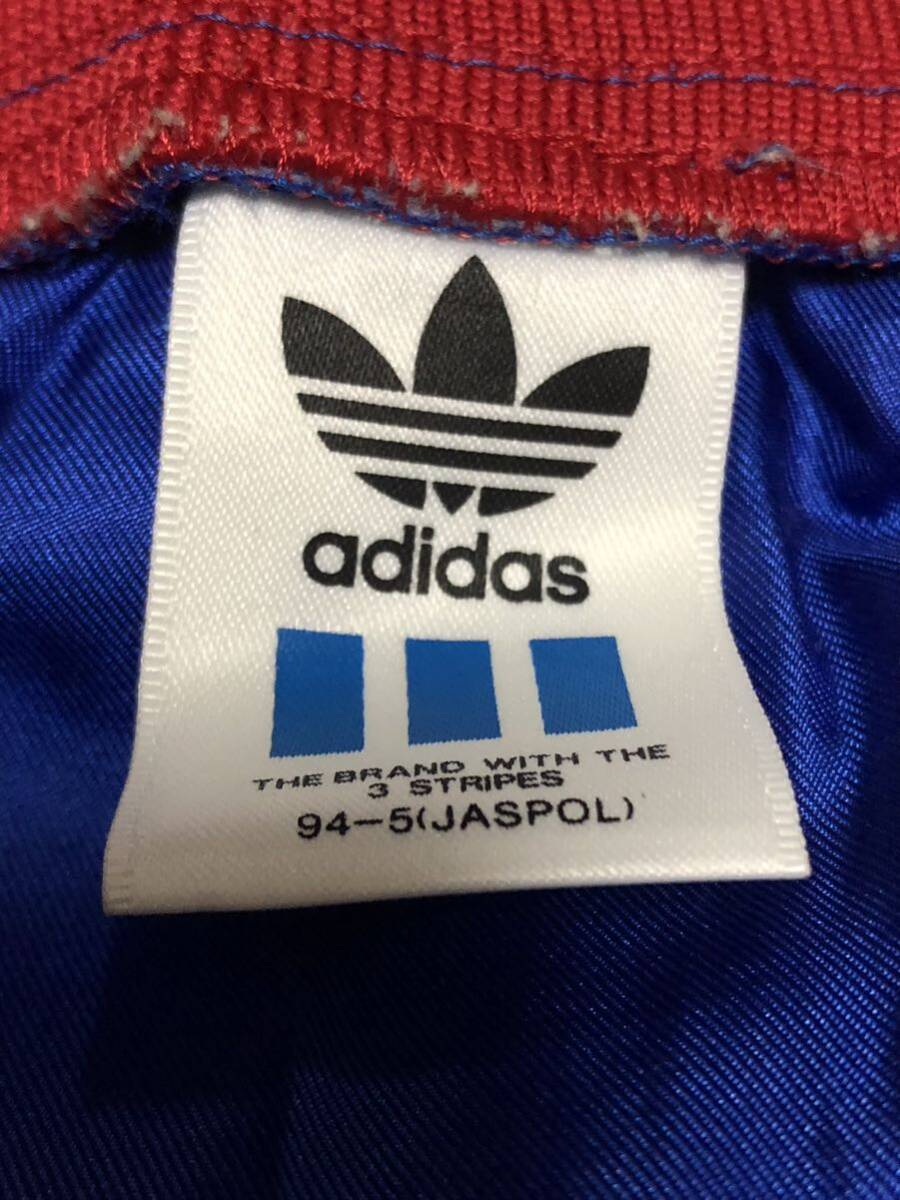 adidas
THE BRAND WITH THE
3 STRIPES
94-5(JASPOL)